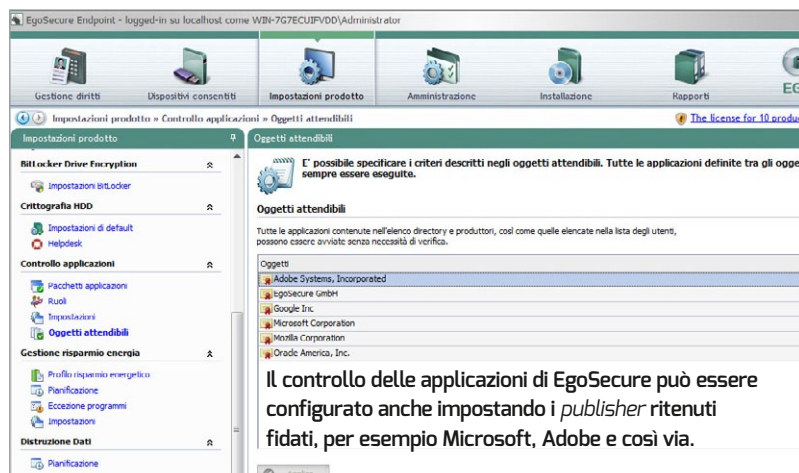 EgoSecure Endpoint - logged-in su localhost come WIN-7G7ECUIFVDD\Administrator
Gestione diritti
Dispositivi consentiti
Impostazioni prodotto
Amministrazione
Installazione
Rapporti
EG
Impostazioni prodotto » Controllo applicazioni » Oggetti attendibili
The license for 10 produc
Impostazioni prodotto
BitLocker Drive Encryption
Impostazioni BitLocker
Crittografia HDD
Impostazioni di default
Helpdesk
Controllo applicazioni
Pacchetti applicazioni
Ruoli
Impostazioni
Oggetti attendibili
Gestione risparmio energia
Profilo risparmio energetico
Pianificazione
Eccezione programmi
Impostazioni
Distruzione Dati
Pianificazione
Oggetti attendibili
E' possibile specificare i criteri descritti negli oggetti attendibili. Tutte le applicazioni definite tra gli ogge
sempre essere eseguite.
Oggetti attendibili
Tutte le applicazioni contenute nell'elenco directory e produttori, così come quelle elencate nella lista degli utenti,
possono essere avviate senza necessità di verifica.
Oggetti
Adobe Systems, Incorporated
EgoSecure GmbH
Google Inc
Microsoft Corporation
Mozilla Corporation
Oracle America, Inc.
Il controllo delle applicazioni di EgoSecure può essere
configurato anche impostando i publisher ritenuti
fidati, per esempio Microsoft, Adobe e così via.